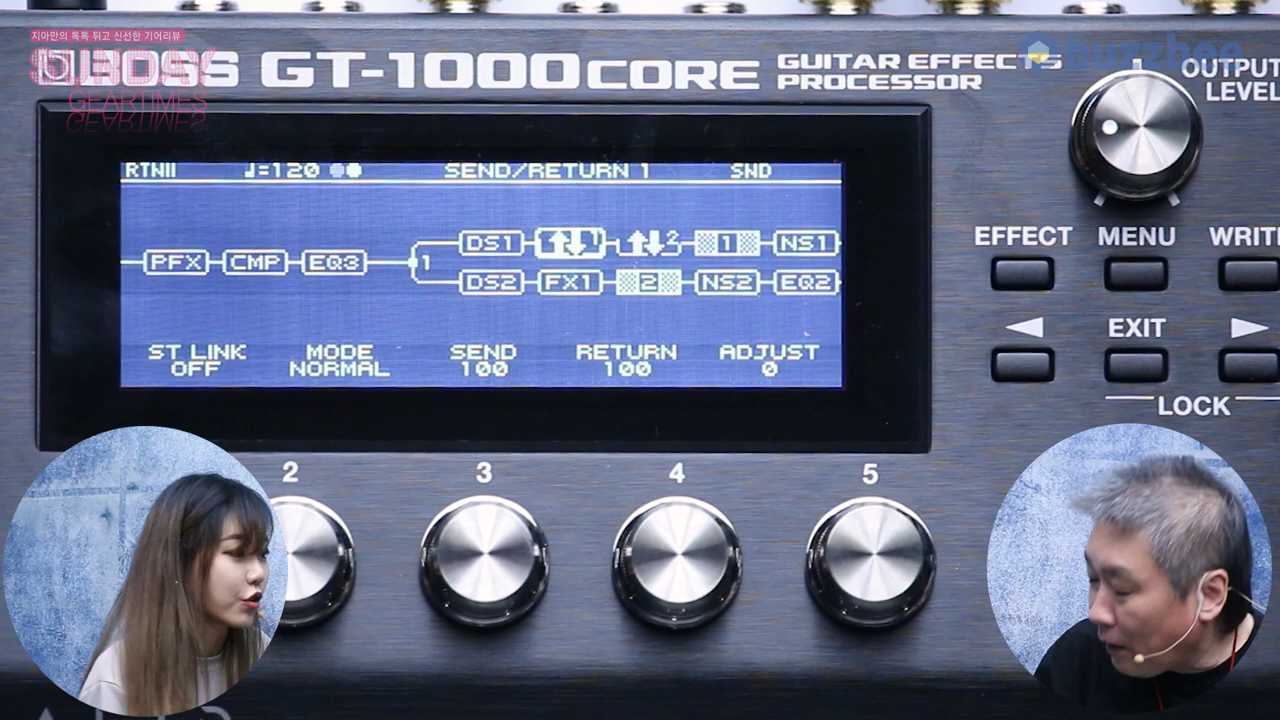 지아만의 톡톡 튀고 신선한 기어리뷰
GEARTIMES
buzzbee
BOSS GT-1000CORE GUITAR EFFECTS PROCESSOR
OUTPUT
LEVEL
SEND/RETURN 1
SWD
♩=120
DS1
1
NS1
PFX
CMP
EQ3
1
DS2
FX1
2
NS2
EQ2
ST LINK
OFF
MODE
NORMAL
SEND
100
RETURN
100
ADJUST
0
EFFECT
MENU
WRIT
EXIT
LOCK
2
3
4
5